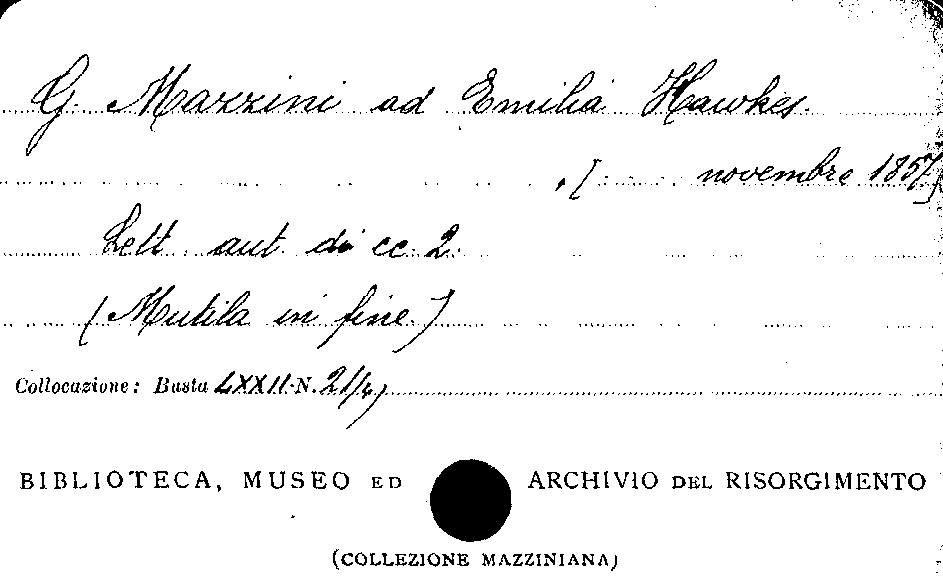 G. Mazzini ad Emilia Hawkes.
, [ ..... novembre 1857]
Lett. aut. di cc. 2.
(Mutila in fine.)
Collocazione: Busta LXXII N. 21/4)
BIBLIOTECA, MUSEO ED ARCHIVIO DEL RISORGIMENTO
(COLLEZIONE MAZZINIANA)